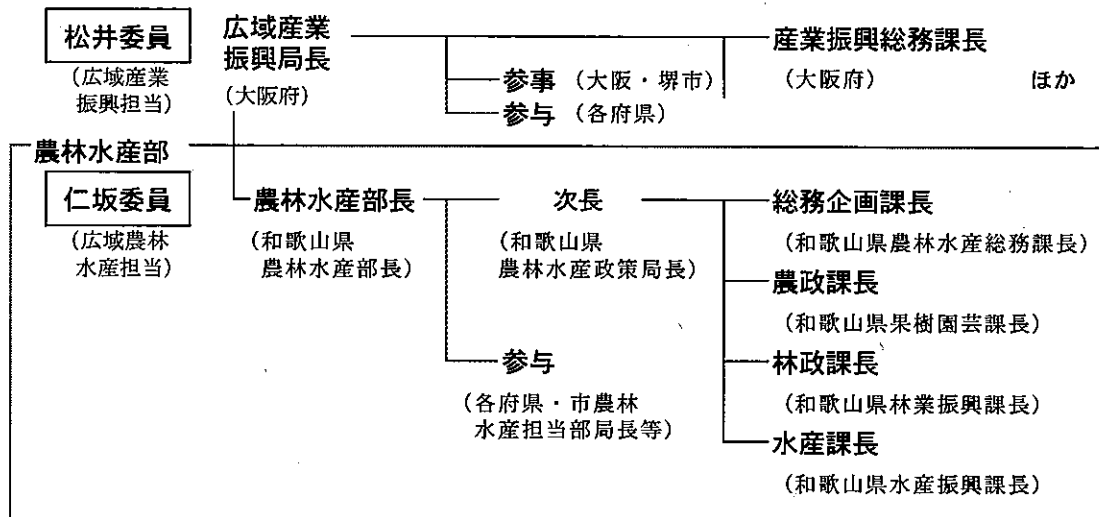 松井委員
(広域産業
振興担当)
広域産業
振興局長
(大阪府)
参事 (大阪・堺市)
参与 (各府県)
産業振興総務課長
(大阪府) ほか
農林水産部
仁坂委員
(広域農林
水産担当)
農林水産部長
(和歌山県
農林水産部長)
次長
(和歌山県
農林水産政策局長)
参与
(各府県・市農林
水産担当部局長等)
総務企画課長
(和歌山県農林水産総務課長)
農政課長
(和歌山県果樹園芸課長)
林政課長
(和歌山県林業振興課長)
水産課長
(和歌山県水産振興課長)